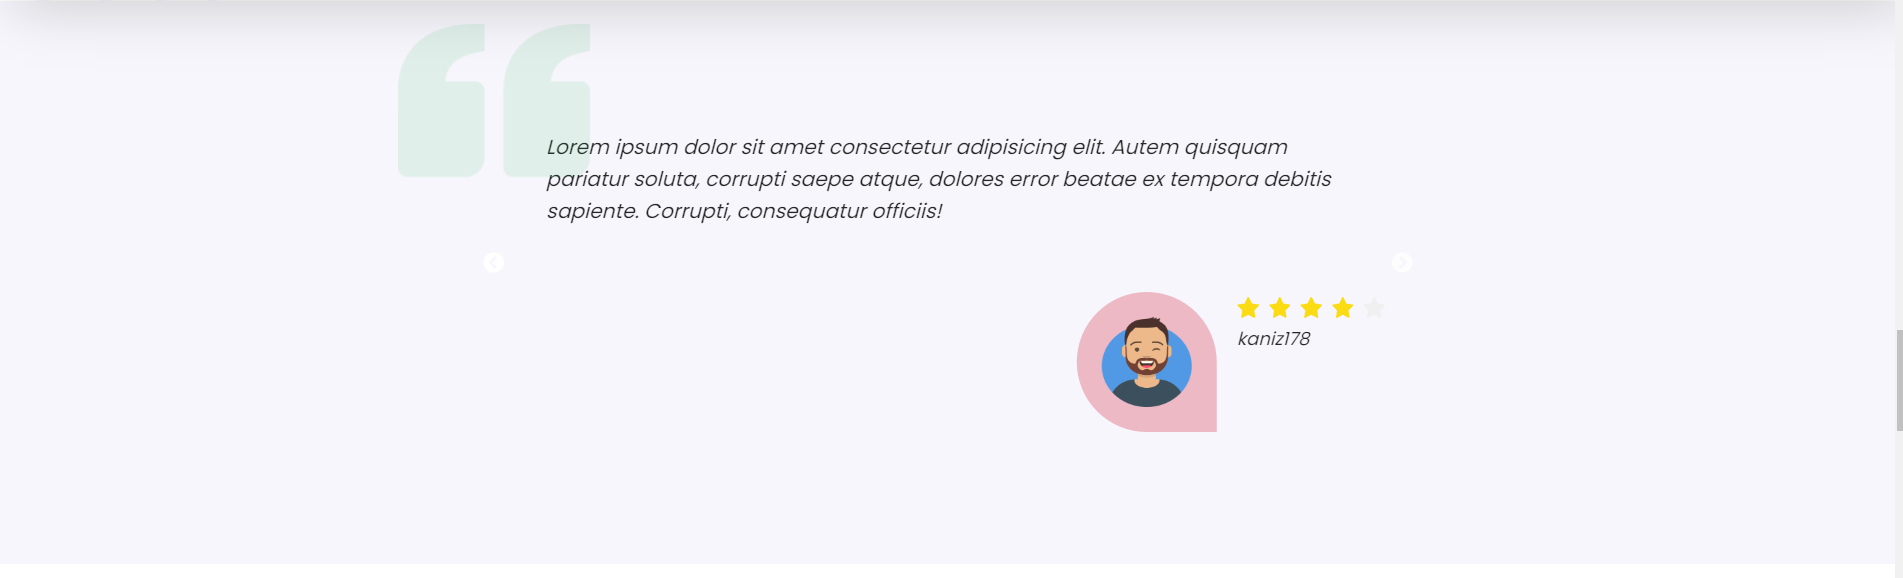 Lorem ipsum dolor sit amet consectetur adipisicing elit. Autem quisquam
pariatur soluta, corrupti saepe atque, dolores error beatae ex tempora debitis
sapiente. Corrupti, consequatur officiis!
kaniz178